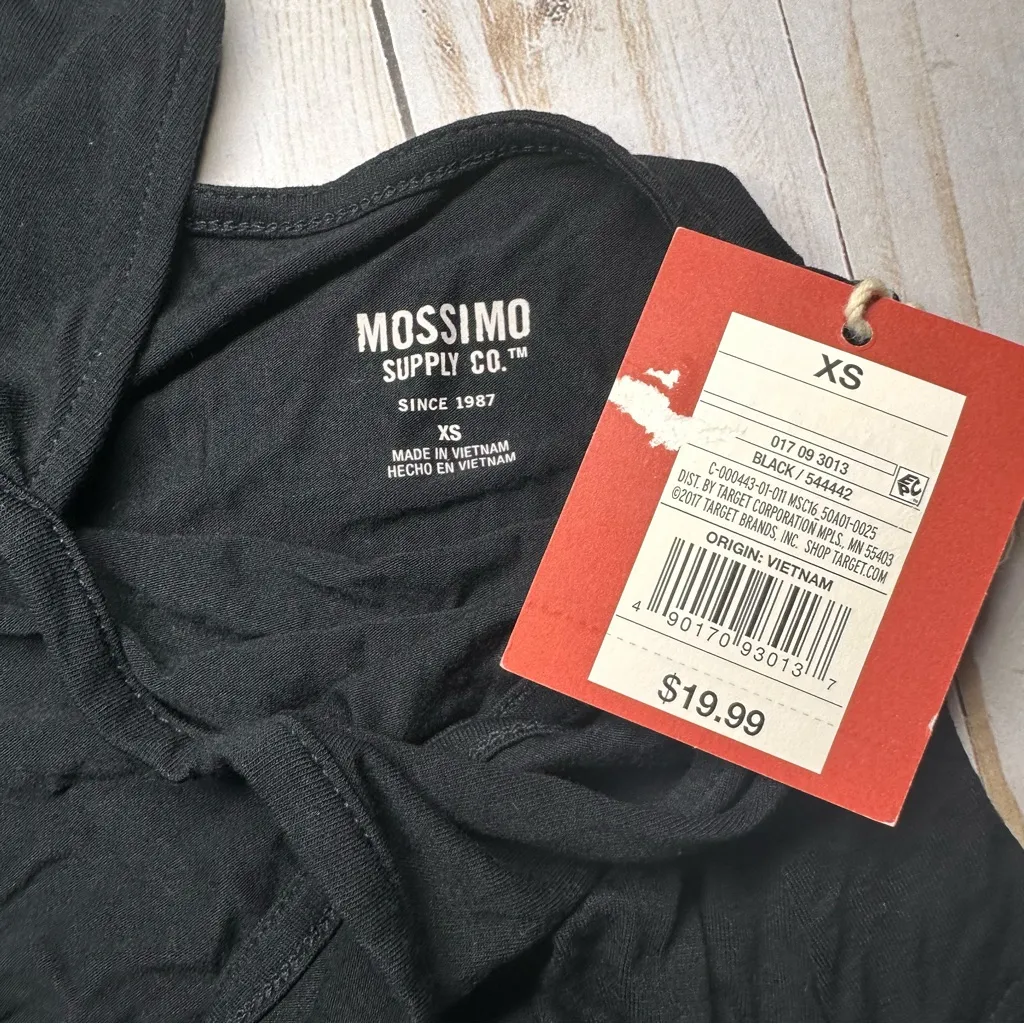 MOSSIMO
SUPPLY CO.™
SINCE 1987
XS
MADE IN VIETNAM
HECHO EN VIETNAM
XS
017 09 3013
BLACK / 544442
C-000443-01-011 MSC16_50A01-0025
DIST. BY TARGET CORPORATION MPLS., MN 55403
©2017 TARGET BRANDS, INC. SHOP TARGET.COM
ORIGIN: VIETNAM
4 90170 93013 7
$19.99